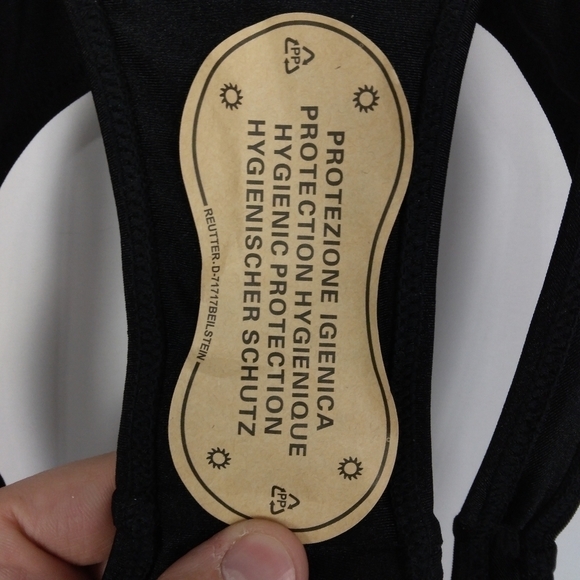 PP
PROTEZIONE IGIENICA
PROTECTION HYGIENIQUE
HYGIENIC PROTECTION
HYGIENISCHER SCHUTZ
REUTTER.D-71717BEILSTEIN
PP